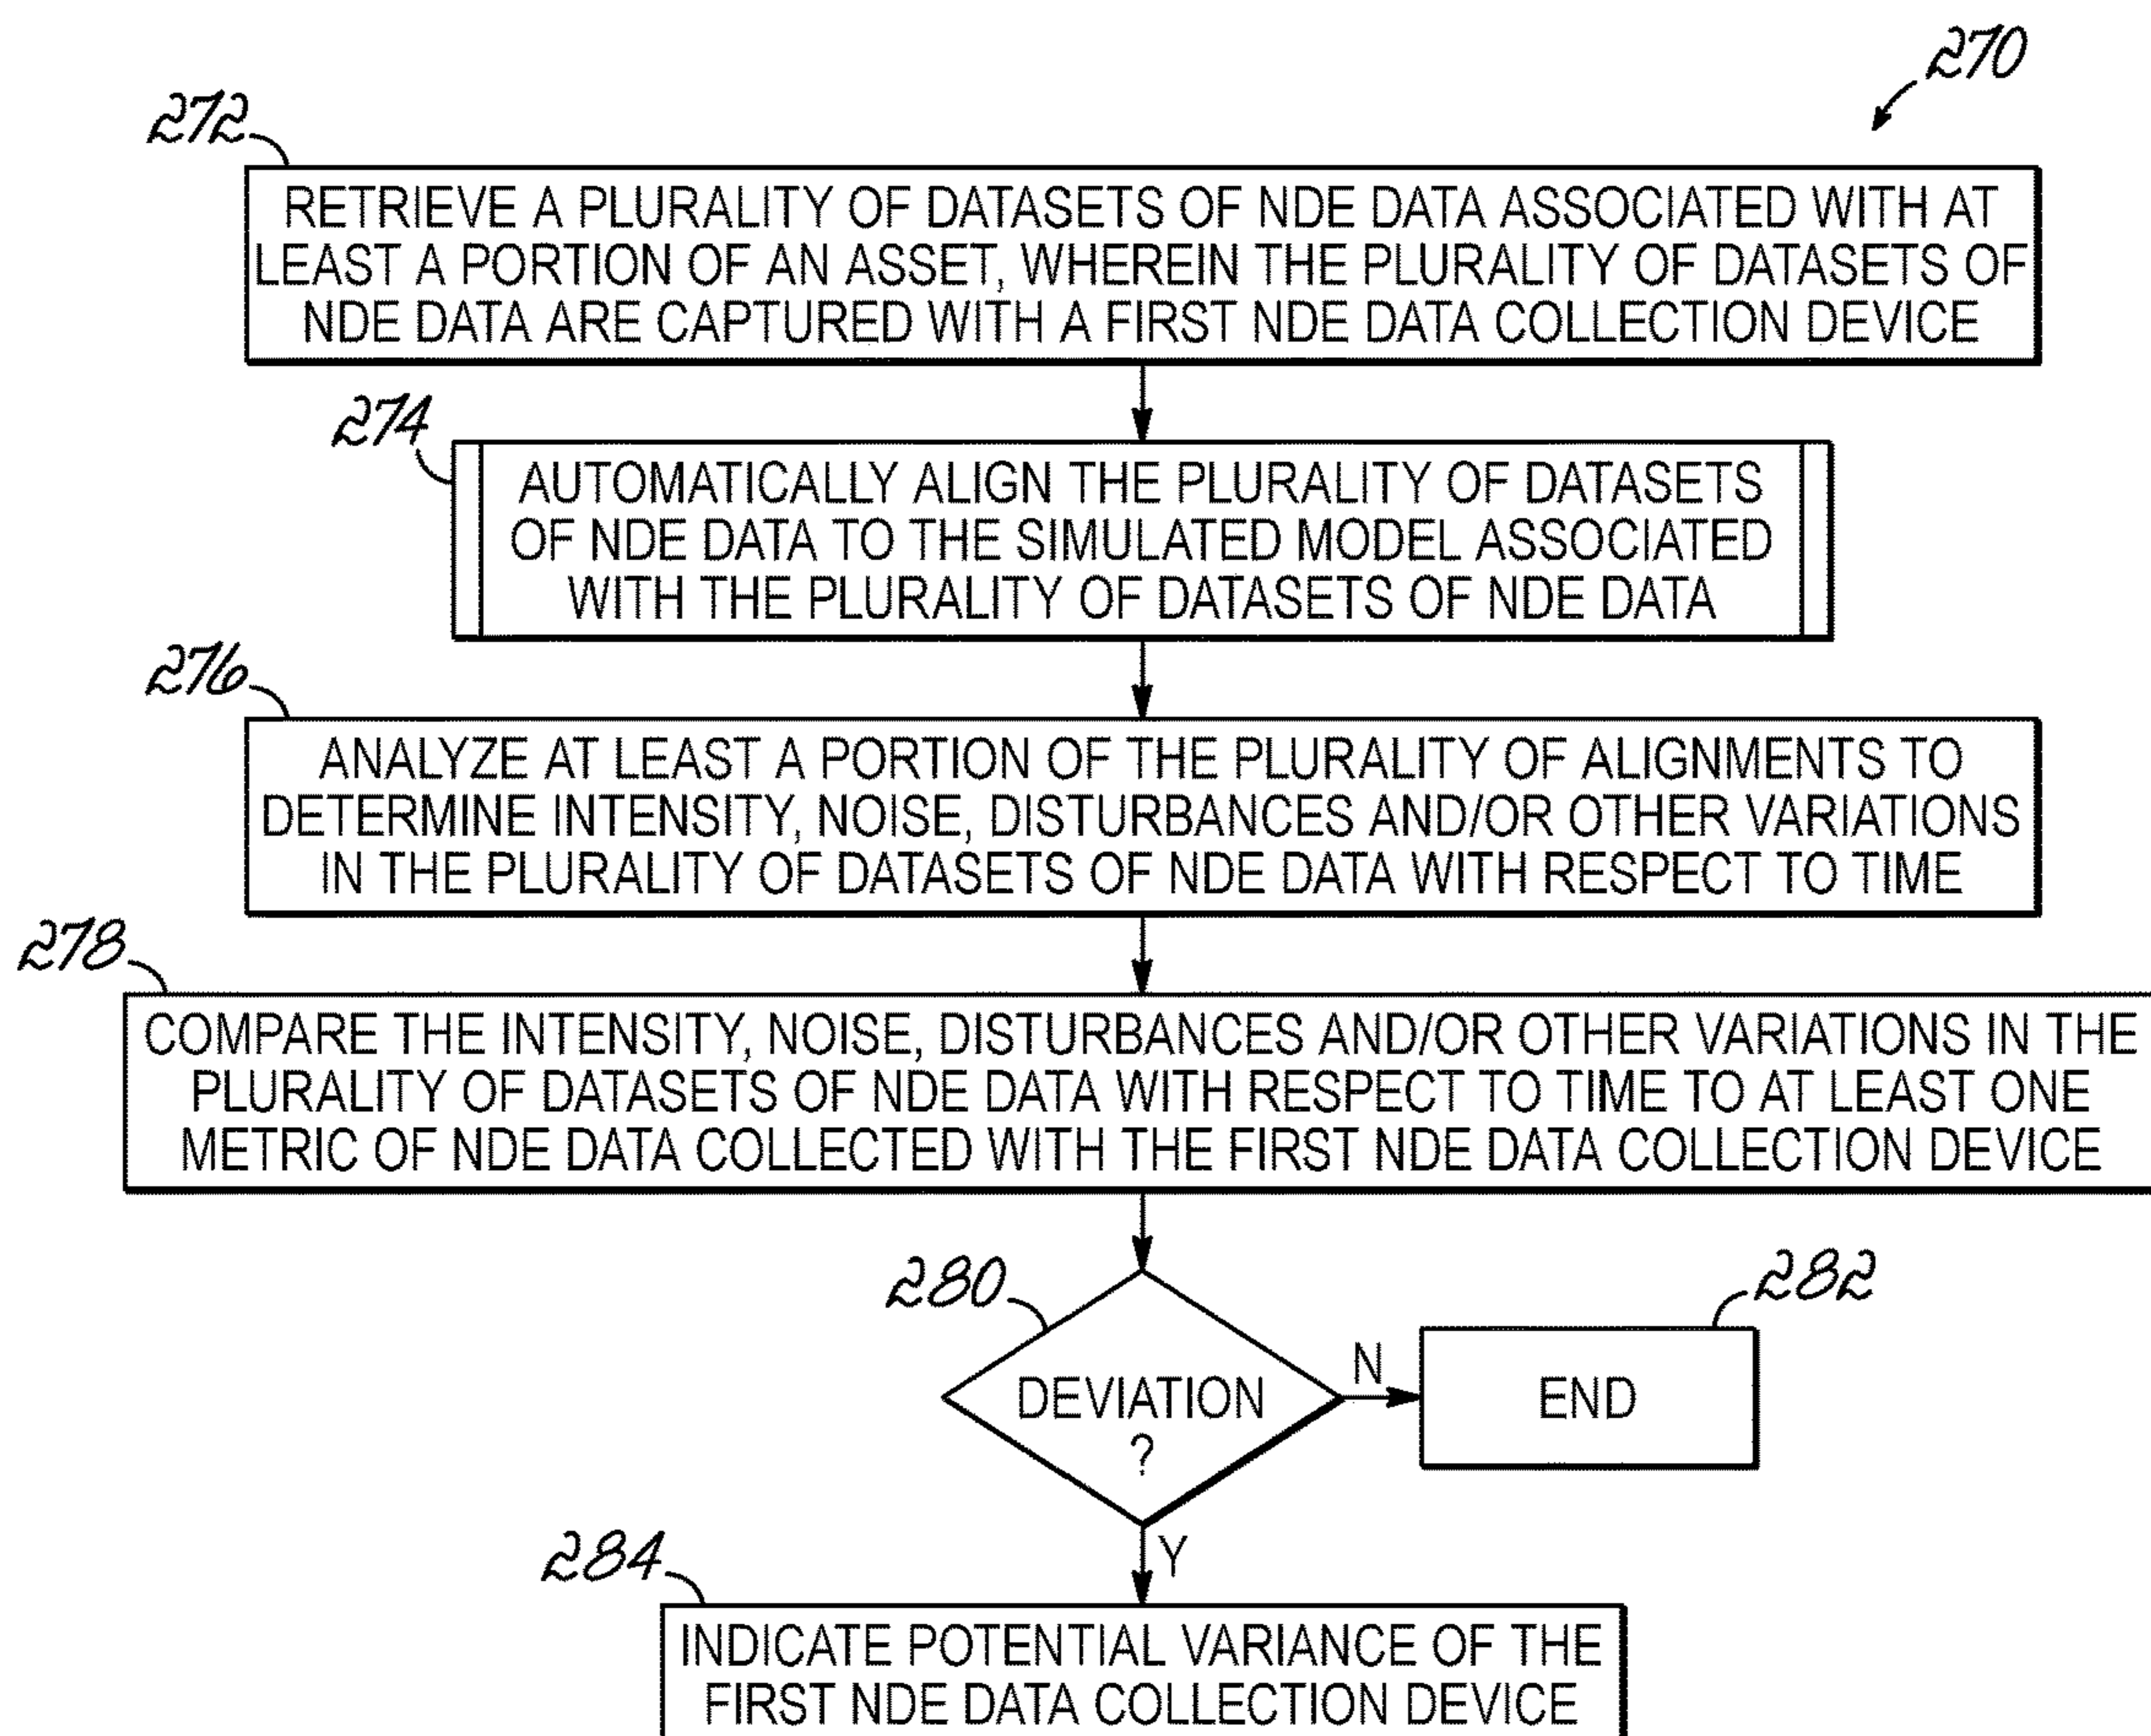 270
272
RETRIEVE A PLURALITY OF DATASETS OF NDE DATA ASSOCIATED WITH AT
LEAST A PORTION OF AN ASSET, WHEREIN THE PLURALITY OF DATASETS OF
NDE DATA ARE CAPTURED WITH A FIRST NDE DATA COLLECTION DEVICE
274
AUTOMATICALLY ALIGN THE PLURALITY OF DATASETS
OF NDE DATA TO THE SIMULATED MODEL ASSOCIATED
WITH THE PLURALITY OF DATASETS OF NDE DATA
276
ANALYZE AT LEAST A PORTION OF THE PLURALITY OF ALIGNMENTS TO
DETERMINE INTENSITY, NOISE, DISTURBANCES AND/OR OTHER VARIATIONS
IN THE PLURALITY OF DATASETS OF NDE DATA WITH RESPECT TO TIME
278
COMPARE THE INTENSITY, NOISE, DISTURBANCES AND/OR OTHER VARIATIONS IN THE
PLURALITY OF DATASETS OF NDE DATA WITH RESPECT TO TIME TO AT LEAST ONE
METRIC OF NDE DATA COLLECTED WITH THE FIRST NDE DATA COLLECTION DEVICE
280
DEVIATION
?
N
282
END
Y
284
INDICATE POTENTIAL VARIANCE OF THE
FIRST NDE DATA COLLECTION DEVICE